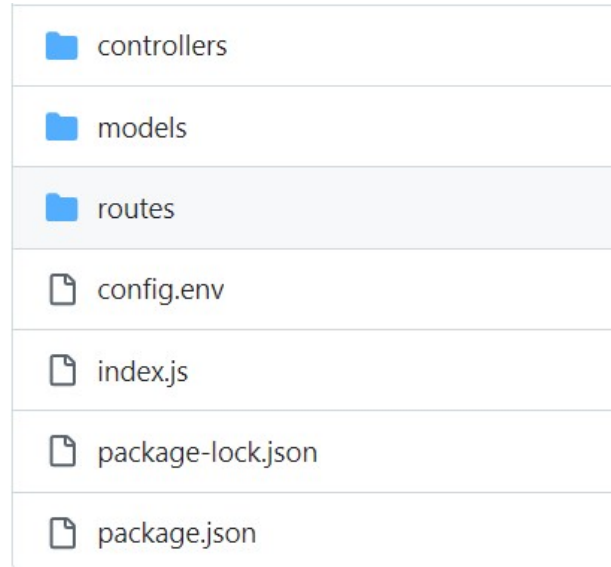 controllers
models
routes
config.env
index.js
package-lock.json
package.json